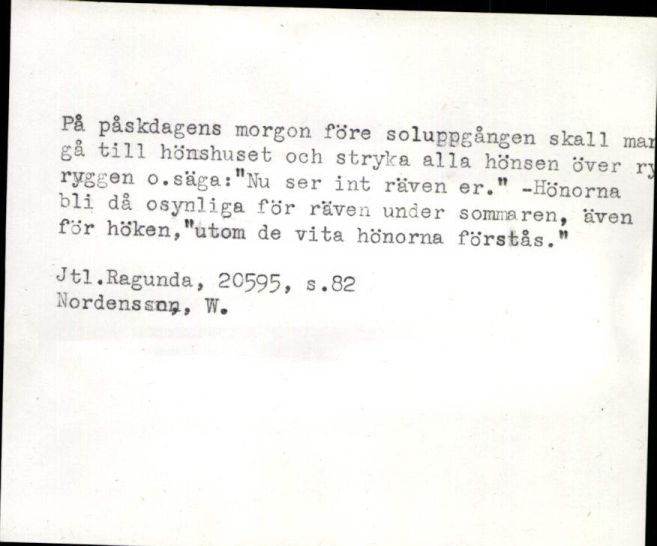 På påskdagens morgon före soluppgången skall man
gå till hönshuset och stryka alla hönsen över ry
ryggen o.säga:"Nu ser int räven er." -Hönorna
bli då osynliga för räven under sommaren, även
för höken,"utom de vita hönorna förstås."
Jtl.Ragunda, 20595, s.82
Nordensson, W.